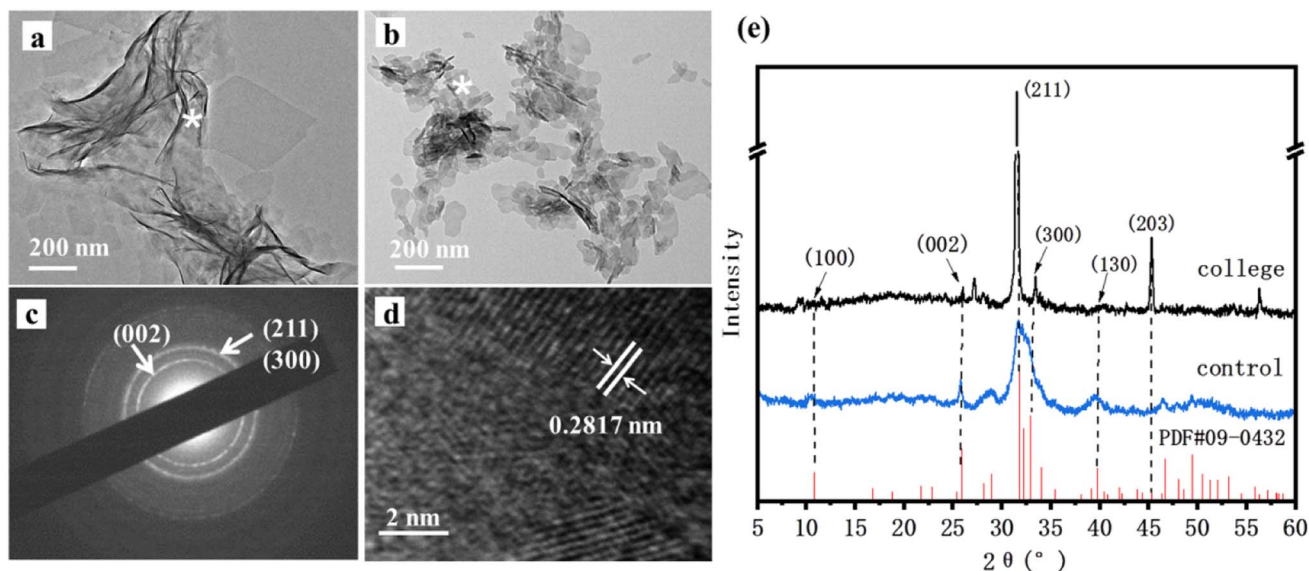 a
*
200 nm
b
*
200 nm
c
(002)
(211)
(300)
d
0.2817 nm
2 nm
(e)
(211)
(100)
(002)
(300)
(130)
(203)
college
control
PDF#09-0432
Intensity
5 10 15 20 25 30 35 40 45 50 55 60
2θ(°)